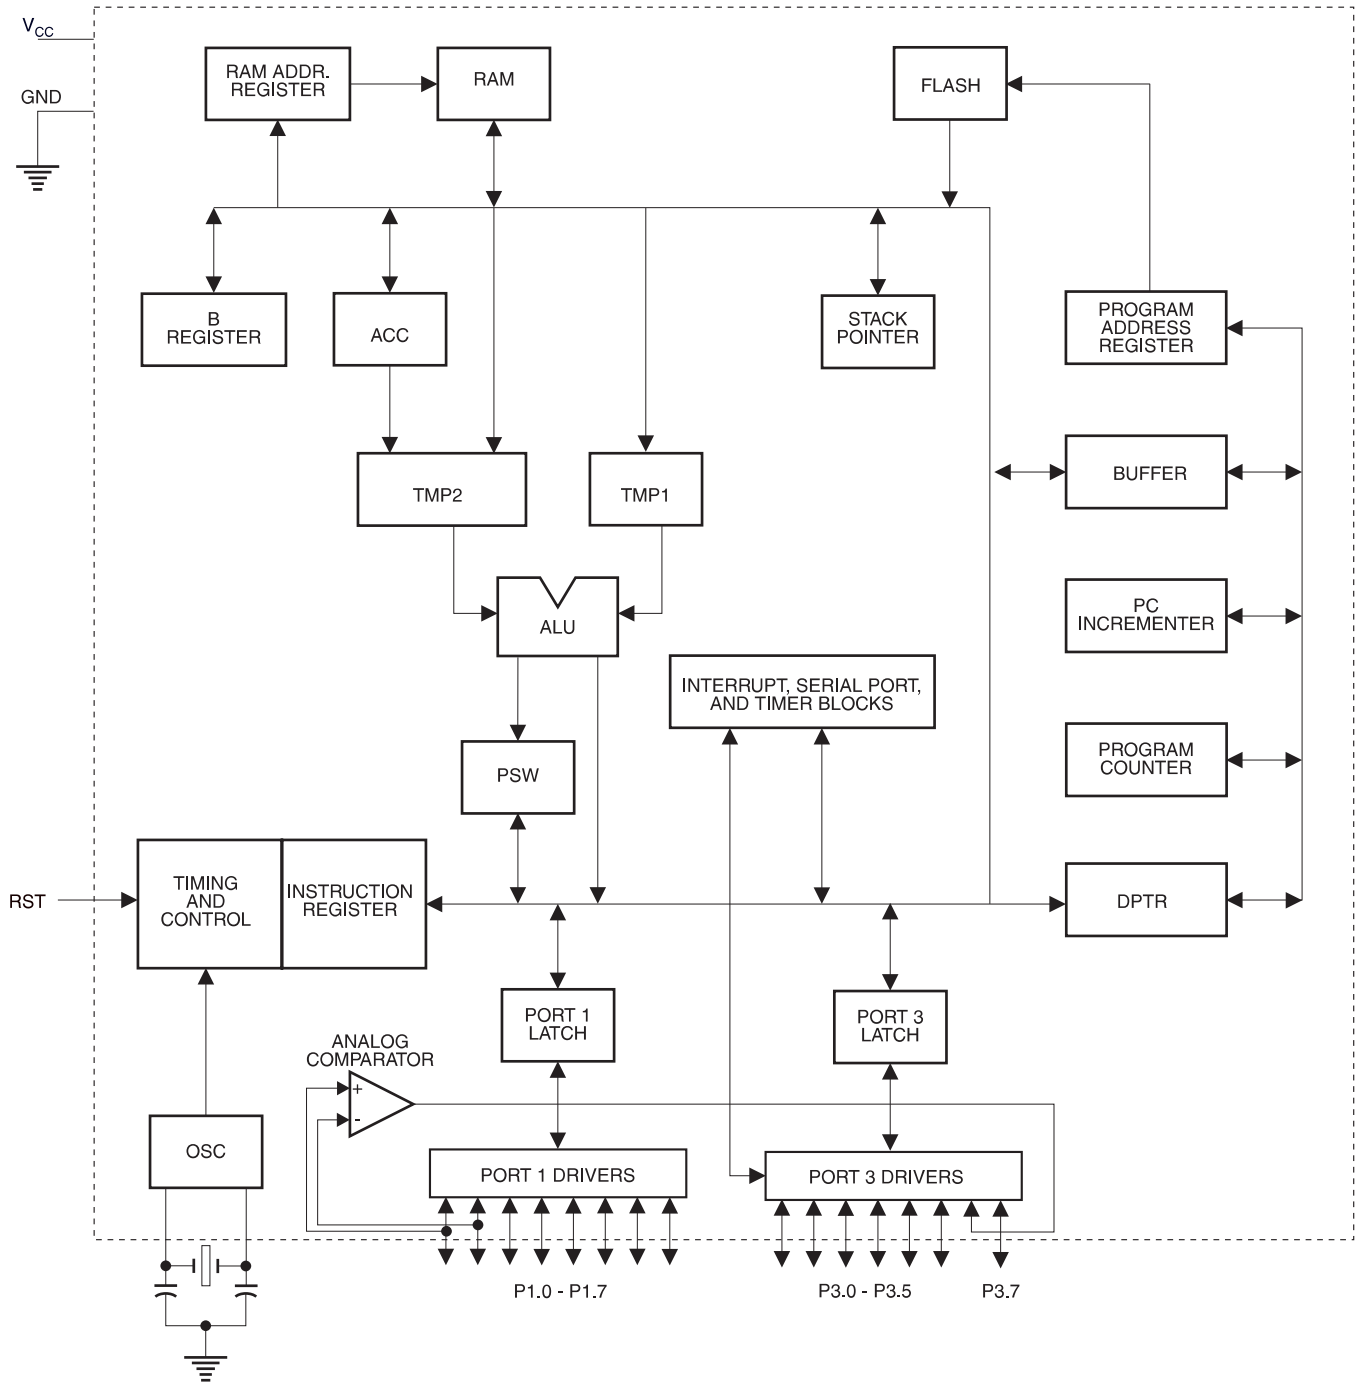 VCC
GND
RAM ADDR.
REGISTER
RAM
FLASH
B
REGISTER
ACC
STACK
POINTER
PROGRAM
ADDRESS
REGISTER
TMP2
TMP1
BUFFER
ALU
PC
INCREMENTER
INTERRUPT, SERIAL PORT,
AND TIMER BLOCKS
PSW
PROGRAM
COUNTER
RST
TIMING
AND
CONTROL
INSTRUCTION
REGISTER
DPTR
PORT 1
LATCH
PORT 3
LATCH
ANALOG
COMPARATOR
+
-
OSC
PORT 1 DRIVERS
PORT 3 DRIVERS
P1.0 - P1.7
P3.0 - P3.5
P3.7